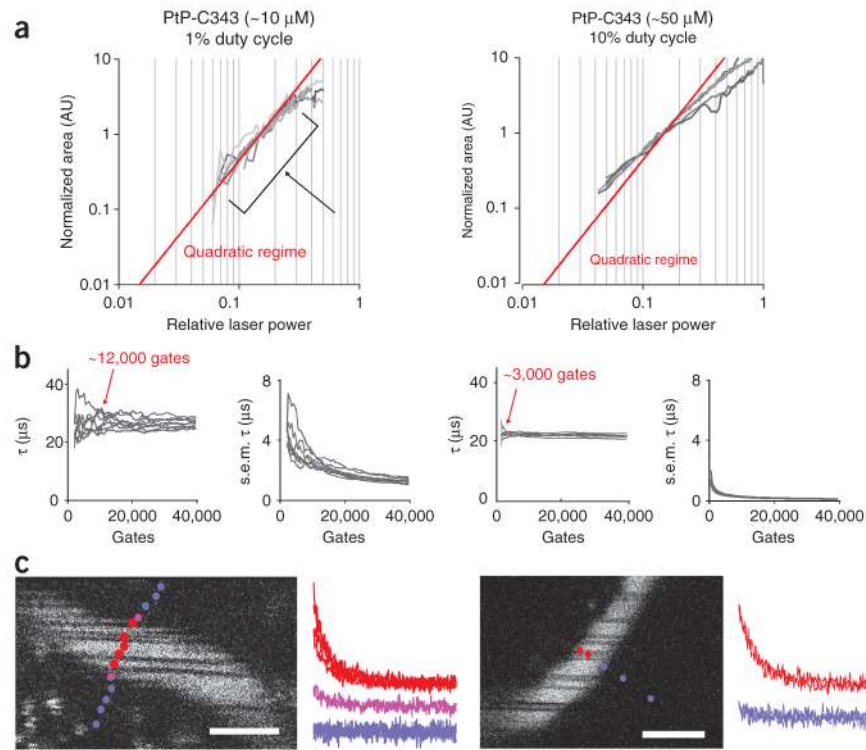 a
PtP-C343 (~10 μM)
1% duty cycle
Normalized area (AU)
10
1
0.1
0.01
Quadratic regime
0.01
0.1
1
Relative laser power
PtP-C343 (~50 μM)
10% duty cycle
Normalized area (AU)
10
1
0.1
0.01
Quadratic regime
0.01
0.1
1
Relative laser power
b
~12,000 gates
τ (μs)
40
20
0
0
20,000
40,000
Gates
s.e.m. τ (μs)
8
4
0
0
20,000
40,000
Gates
~3,000 gates
τ (μs)
40
20
0
0
20,000
40,000
Gates
s.e.m. τ (μs)
8
4
0
0
20,000
40,000
Gates
c